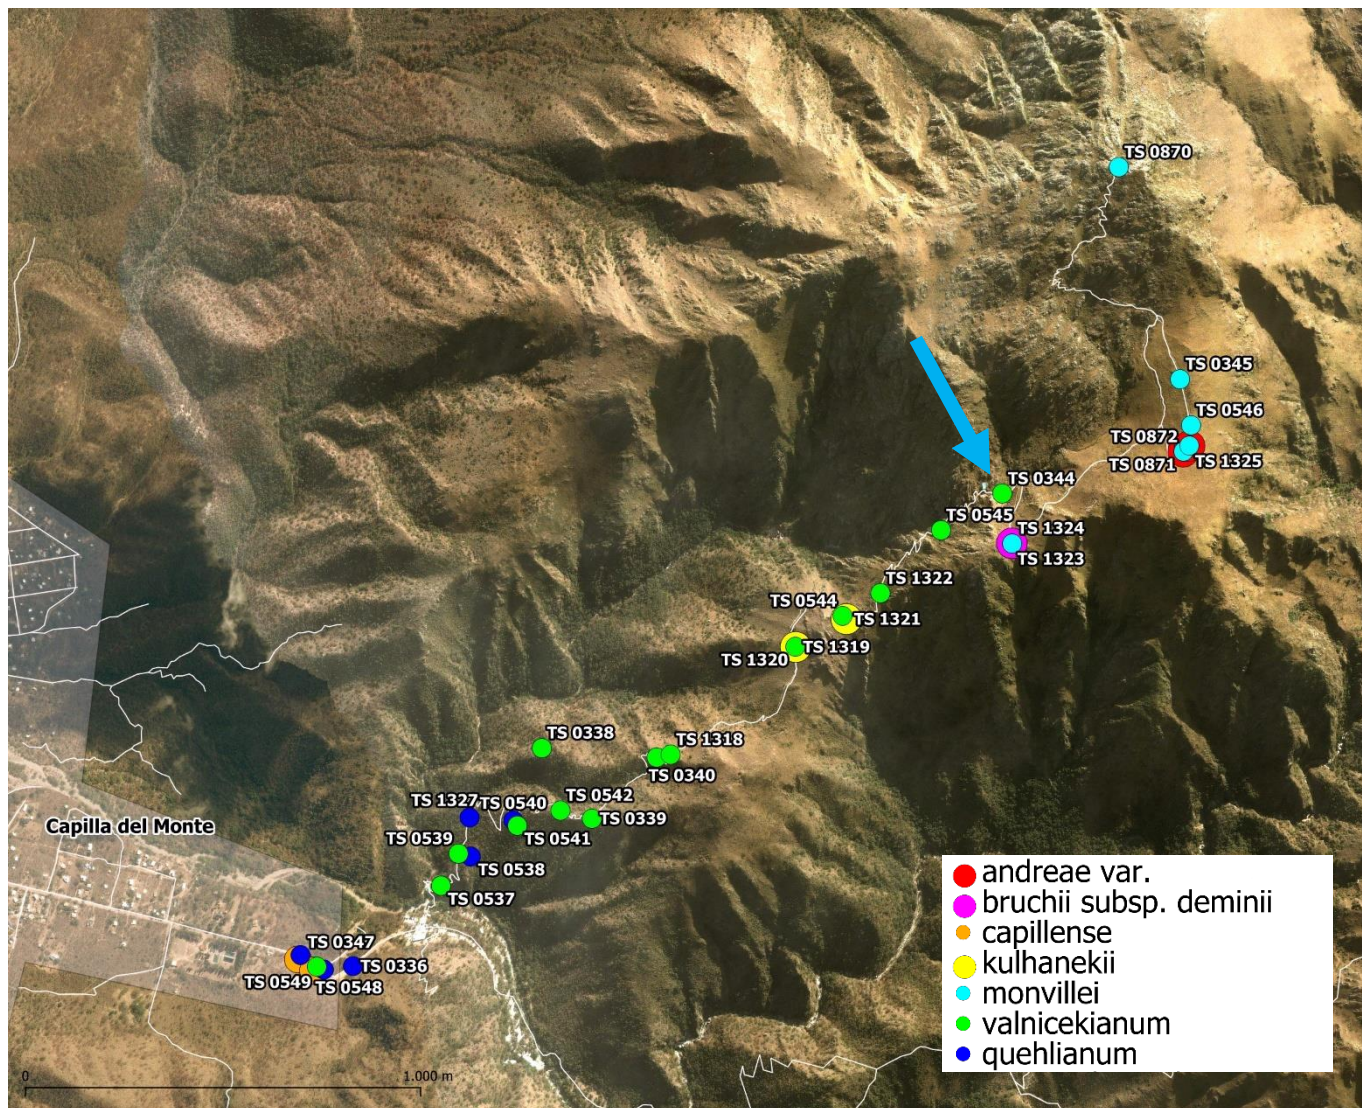 TS 0870
TS 0345
TS 0546
TS 0872
TS 1325
TS 0871
TS 0344
TS 0545
TS 1324
TS 1323
TS 1322
TS 0544
TS 1321
TS 1319
TS 1320
TS 0338
TS 1318
TS 0340
TS 1327
TS 0540
TS 0542
TS 0339
Capilla del Monte
TS 0539
TS 0541
TS 0538
TS 0537
TS 0347
TS 0336
TS 0549
TS 0548
andreae var.
bruchii subsp. deminii
capillense
kulhanekii
monvillei
valnicekianum
quehlianum
0
1.000 m